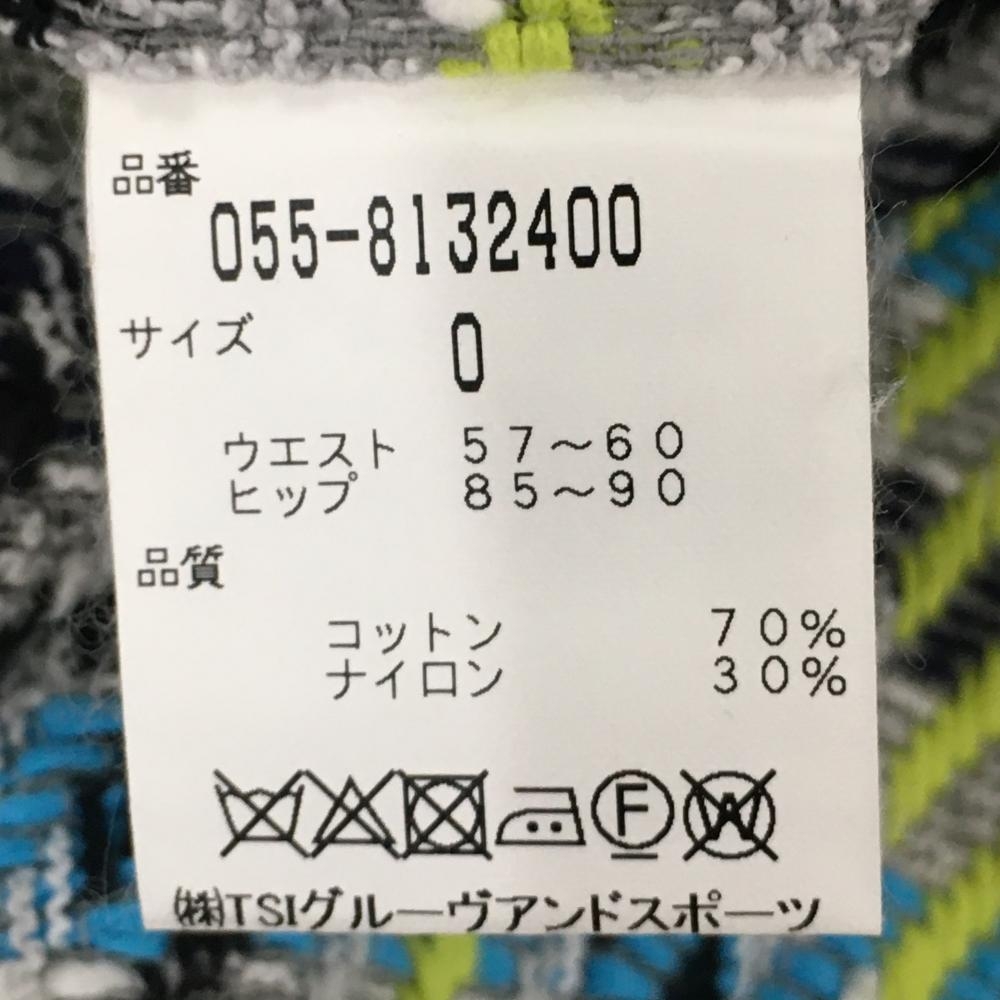 品番
055-8132400
サイズ 0
ウエスト 57〜60
ヒップ 85〜90
品質
コットン 70%
ナイロン 30%
F W
㈱TSIグルーヴアンドスポーツ